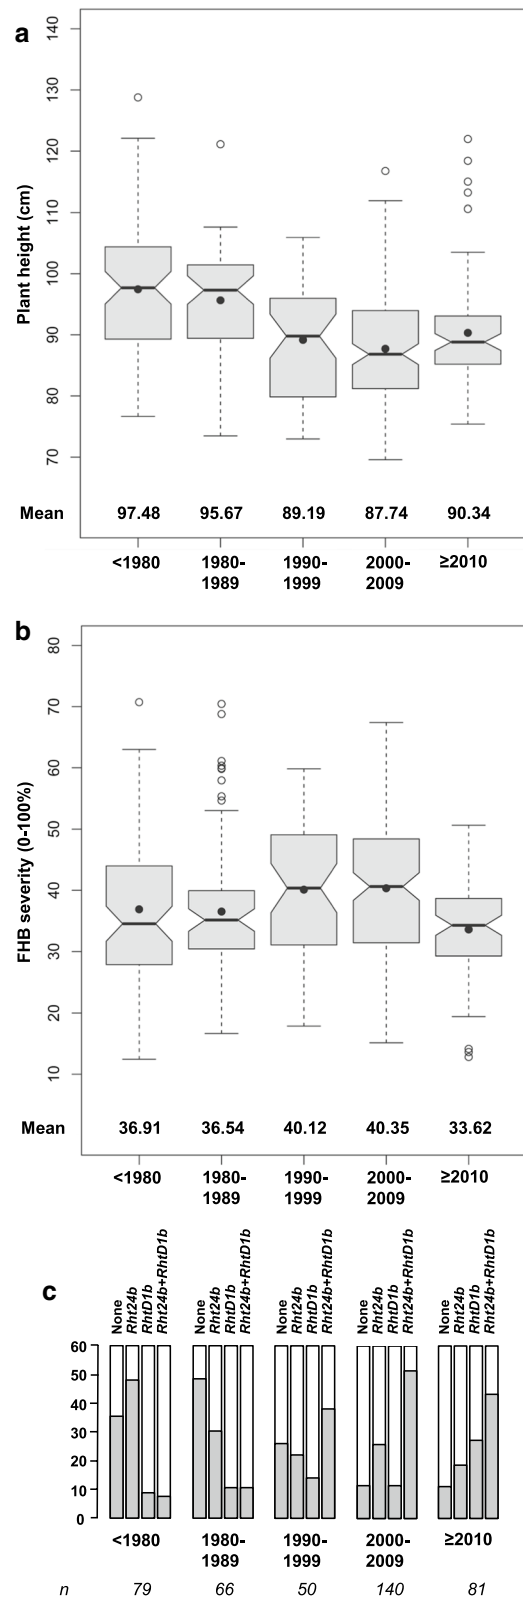 a
Plant height (cm)
140
130
120
110
100
90
80
70
Mean 97.48 95.67 89.19 87.74 90.34
<1980 1980- 1990- 2000- ≥2010
1989 1999 2009
b
FHB severity (0-100%)
80
70
60
50
40
30
20
10
Mean 36.91 36.54 40.12 40.35 33.62
<1980 1980- 1990- 2000- ≥2010
1989 1999 2009
c
None
Rht24b
RhtD1b
Rht24b+RhtD1b
None
Rht24b
RhtD1b
Rht24b+RhtD1b
None
Rht24b
RhtD1b
Rht24b+RhtD1b
None
Rht24b
RhtD1b
Rht24b+RhtD1b
None
Rht24b
RhtD1b
Rht24b+RhtD1b
60
50
40
30
20
10
0
<1980 1980- 1990- 2000- ≥2010
1989 1999 2009
n 79 66 50 140 81